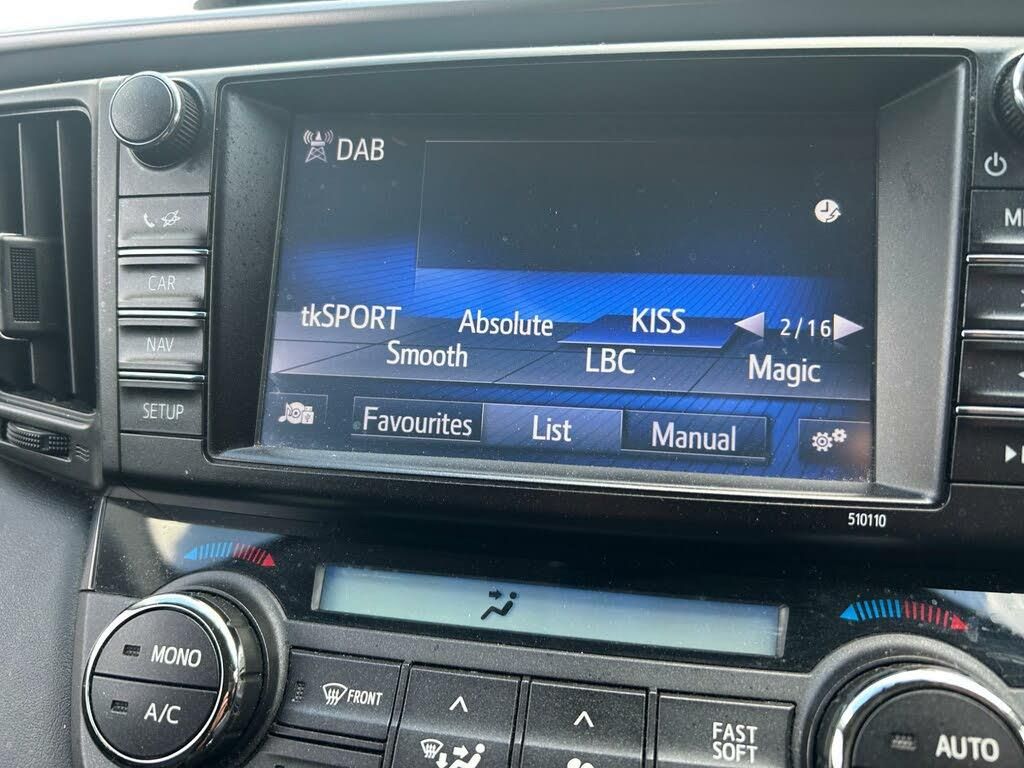 DAB
CAR
NAV
SETUP
tkSPORT Absolute KISS 2/16
Smooth LBC Magic
Favourites List Manual
510110
MONO
A/C
FRONT
FAST
SOFT
AUTO